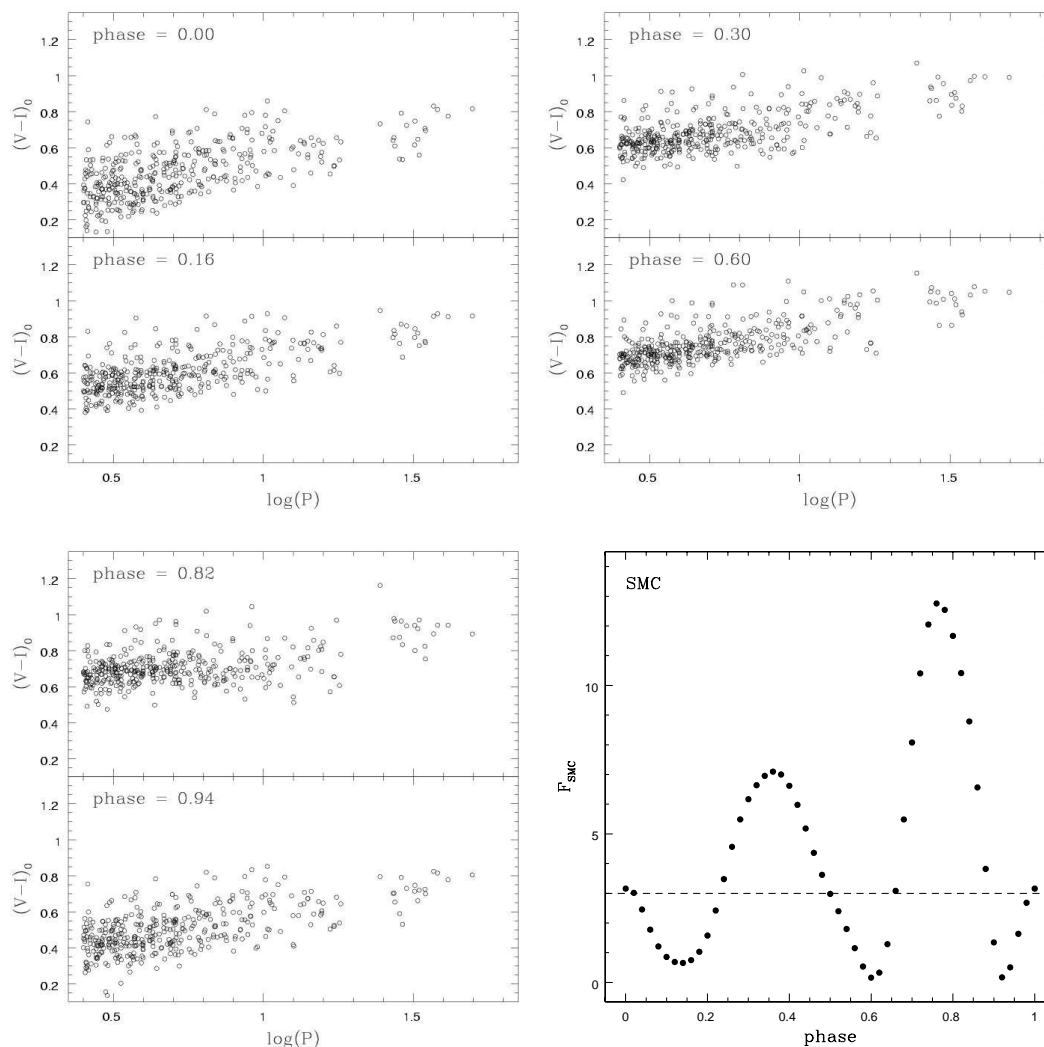 phase = 0.00
1.2
1
0.8
0.6
0.4
0.2
(V−I)₀
phase = 0.16
1.2
1
0.8
0.6
0.4
0.2
(V−I)₀
0.5 1 1.5
log(P)
phase = 0.30
1.2
1
0.8
0.6
0.4
0.2
(V−I)₀
phase = 0.60
1.2
1
0.8
0.6
0.4
0.2
(V−I)₀
0.5 1 1.5
log(P)
phase = 0.82
1.2
1
0.8
0.6
0.4
0.2
(V−I)₀
phase = 0.94
1.2
1
0.8
0.6
0.4
0.2
(V−I)₀
0.5 1 1.5
log(P)
SMC
10
5
0
F_SMC
0 0.2 0.4 0.6 0.8 1
phase